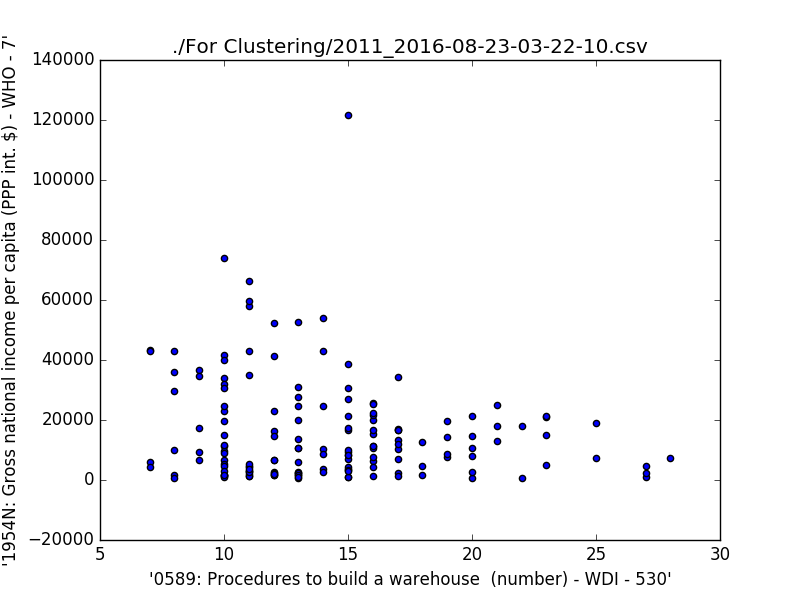 ./For Clustering/2011_2016-08-23-03-22-10.csv
'1954N: Gross national income per capita (PPP int. $) - WHO - 7'
140000
120000
100000
80000
60000
40000
20000
0
−20000
5 10 15 20 25 30
'0589: Procedures to build a warehouse  (number) - WDI - 530'